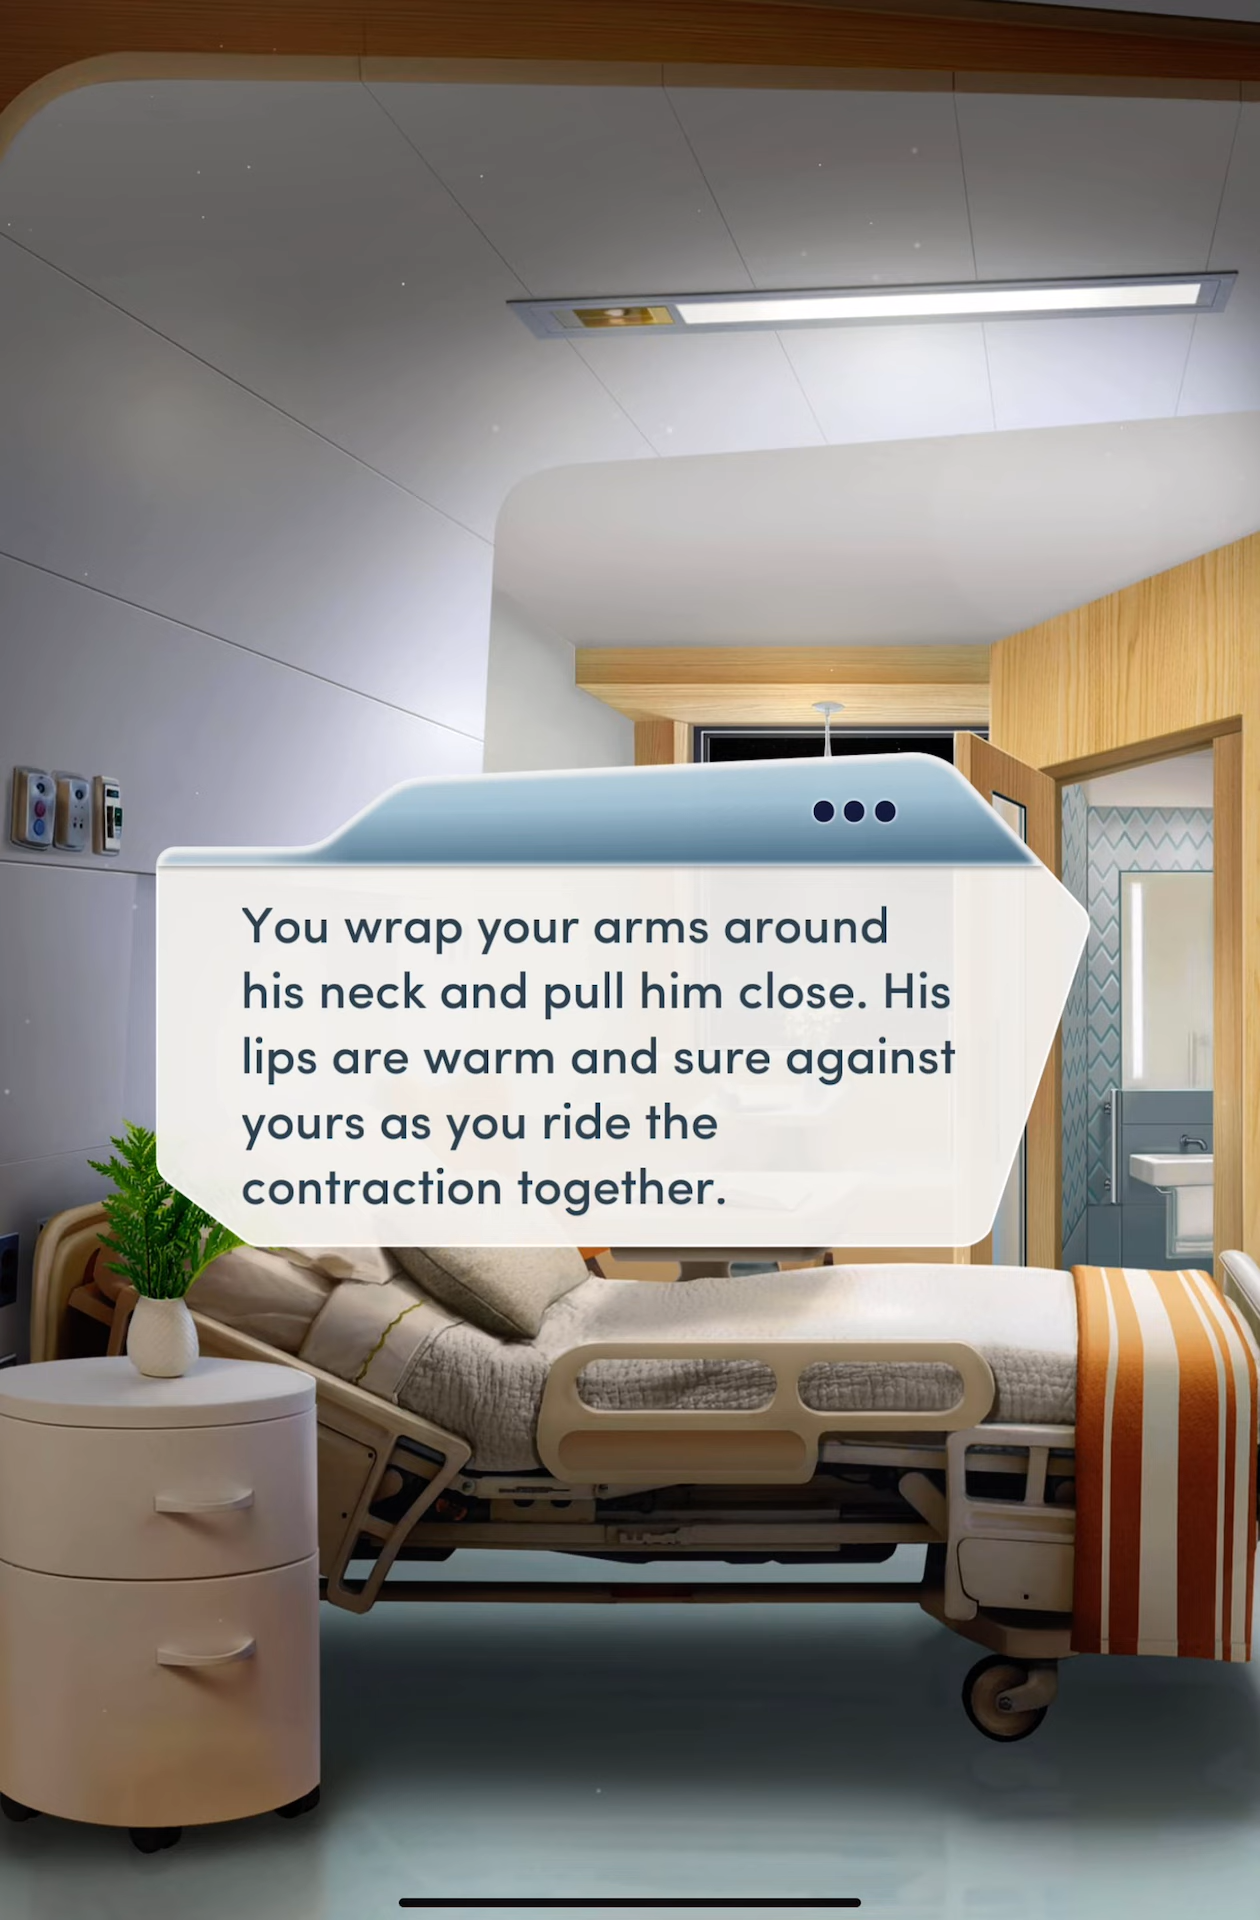 You wrap your arms around
his neck and pull him close. His
lips are warm and sure against
yours as you ride the
contraction together.